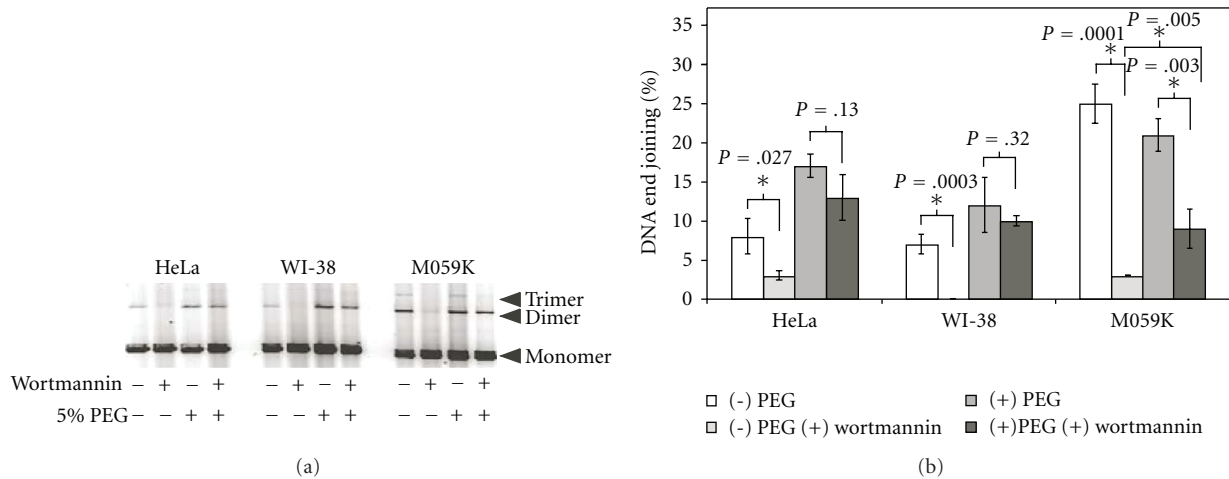 HeLa WI-38 M059K
Trimer
Dimer
Monomer
Wortmannin − + − + − + − + − + − +
5% PEG − − + + − − + + − − + +
(a)
DNA end joining (%)
35
30
25
20
15
10
5
0
P = .027
*
P = .13
P = .0003
*
P = .32
P = .0001
*
P = .005
*
P = .003
*
HeLa WI-38 M059K
(-) PEG
(+) PEG
(-) PEG (+) wortmannin
(+)PEG (+) wortmannin
(b)